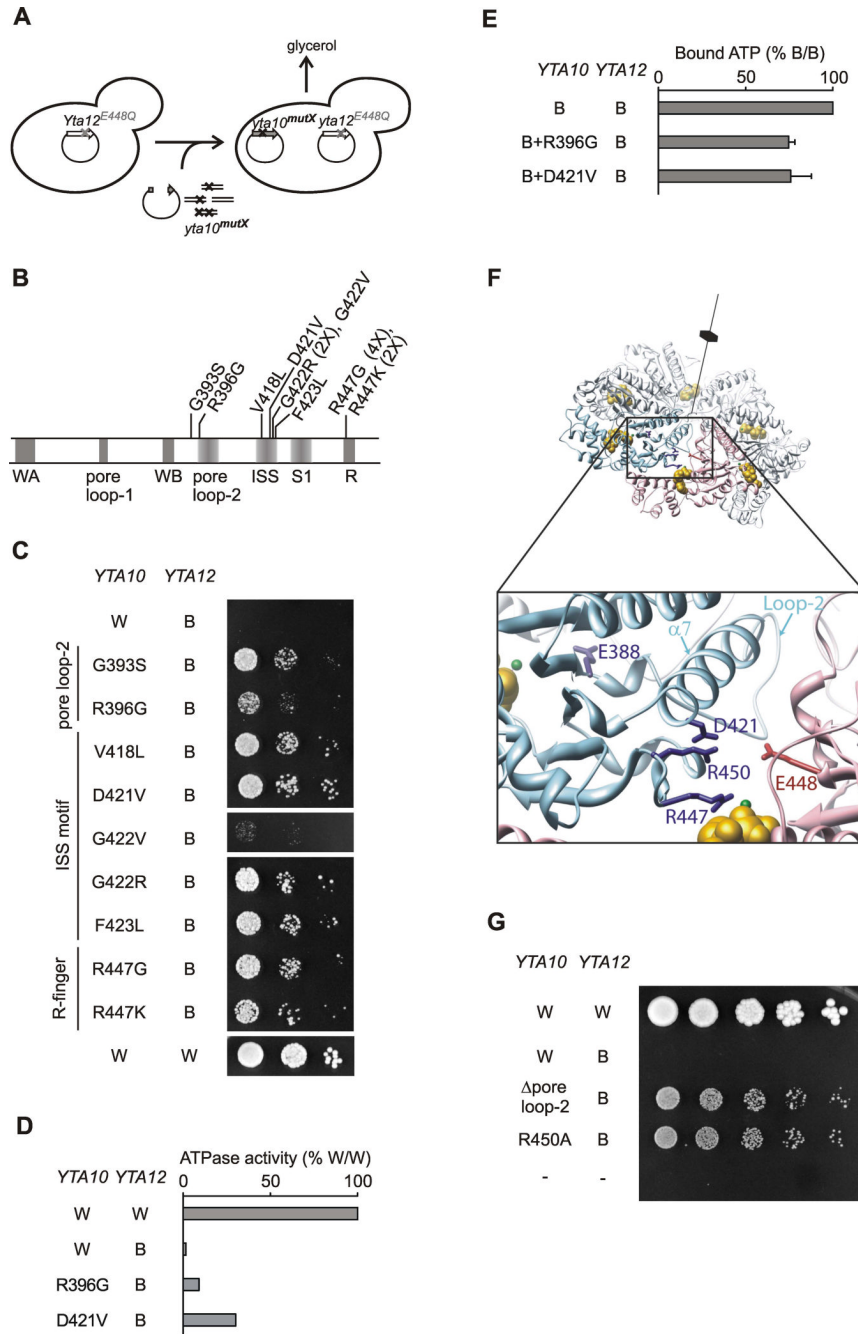 A
glycerol
Yta12E448Q
yta10mutX
yta12E448Q
yta10mutX
B
G393S
R396G
V418L
D421V
G422R (2X), G422V
F423L
R447G (4X),
R447K (2X)
WA
pore loop-1
WB
pore loop-2
ISS
S1
R
C
YTA10 YTA12
W B
pore loop-2
G393S B
R396G B
ISS motif
V418L B
D421V B
G422V B
G422R B
F423L B
R-finger
R447G B
R447K B
W W
D
ATPase activity (% W/W)
YTA10 YTA12
0 50 100
W W
W B
R396G B
D421V B
E
Bound ATP (% B/B)
YTA10 YTA12
0 50 100
B B
B+R396G B
B+D421V B
F
Loop-2
α7
E388
D421
R450
E448
R447
G
YTA10 YTA12
W W
W B
Δpore loop-2 B
R450A B
- -